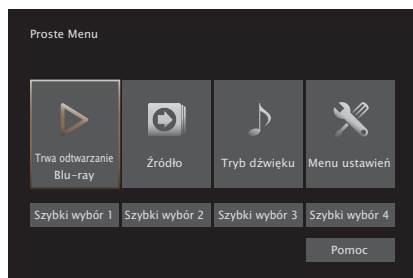 Proste Menu
Trwa odtwarzanie
Blu-ray
Źródło
Tryb dźwięku
Menu ustawień
Szybki wybór 1
Szybki wybór 2
Szybki wybór 3
Szybki wybór 4
Pomoc